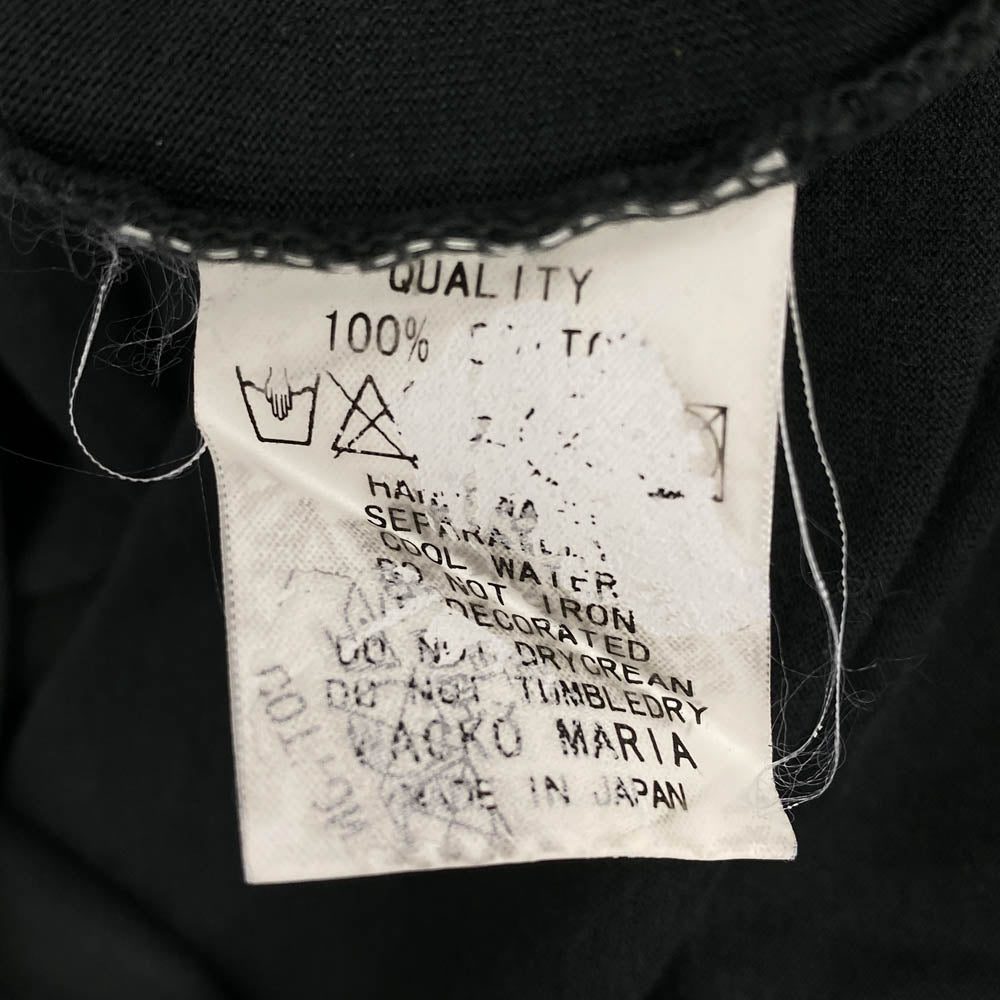 QUALITY
100%
SEPARATELY
COOL WATER
DO NOT IRON
DECORATED
DO NOT DRYCREAN
DO NOT TUMBLEDRY
WACKO MARIA
MADE IN JAPAN